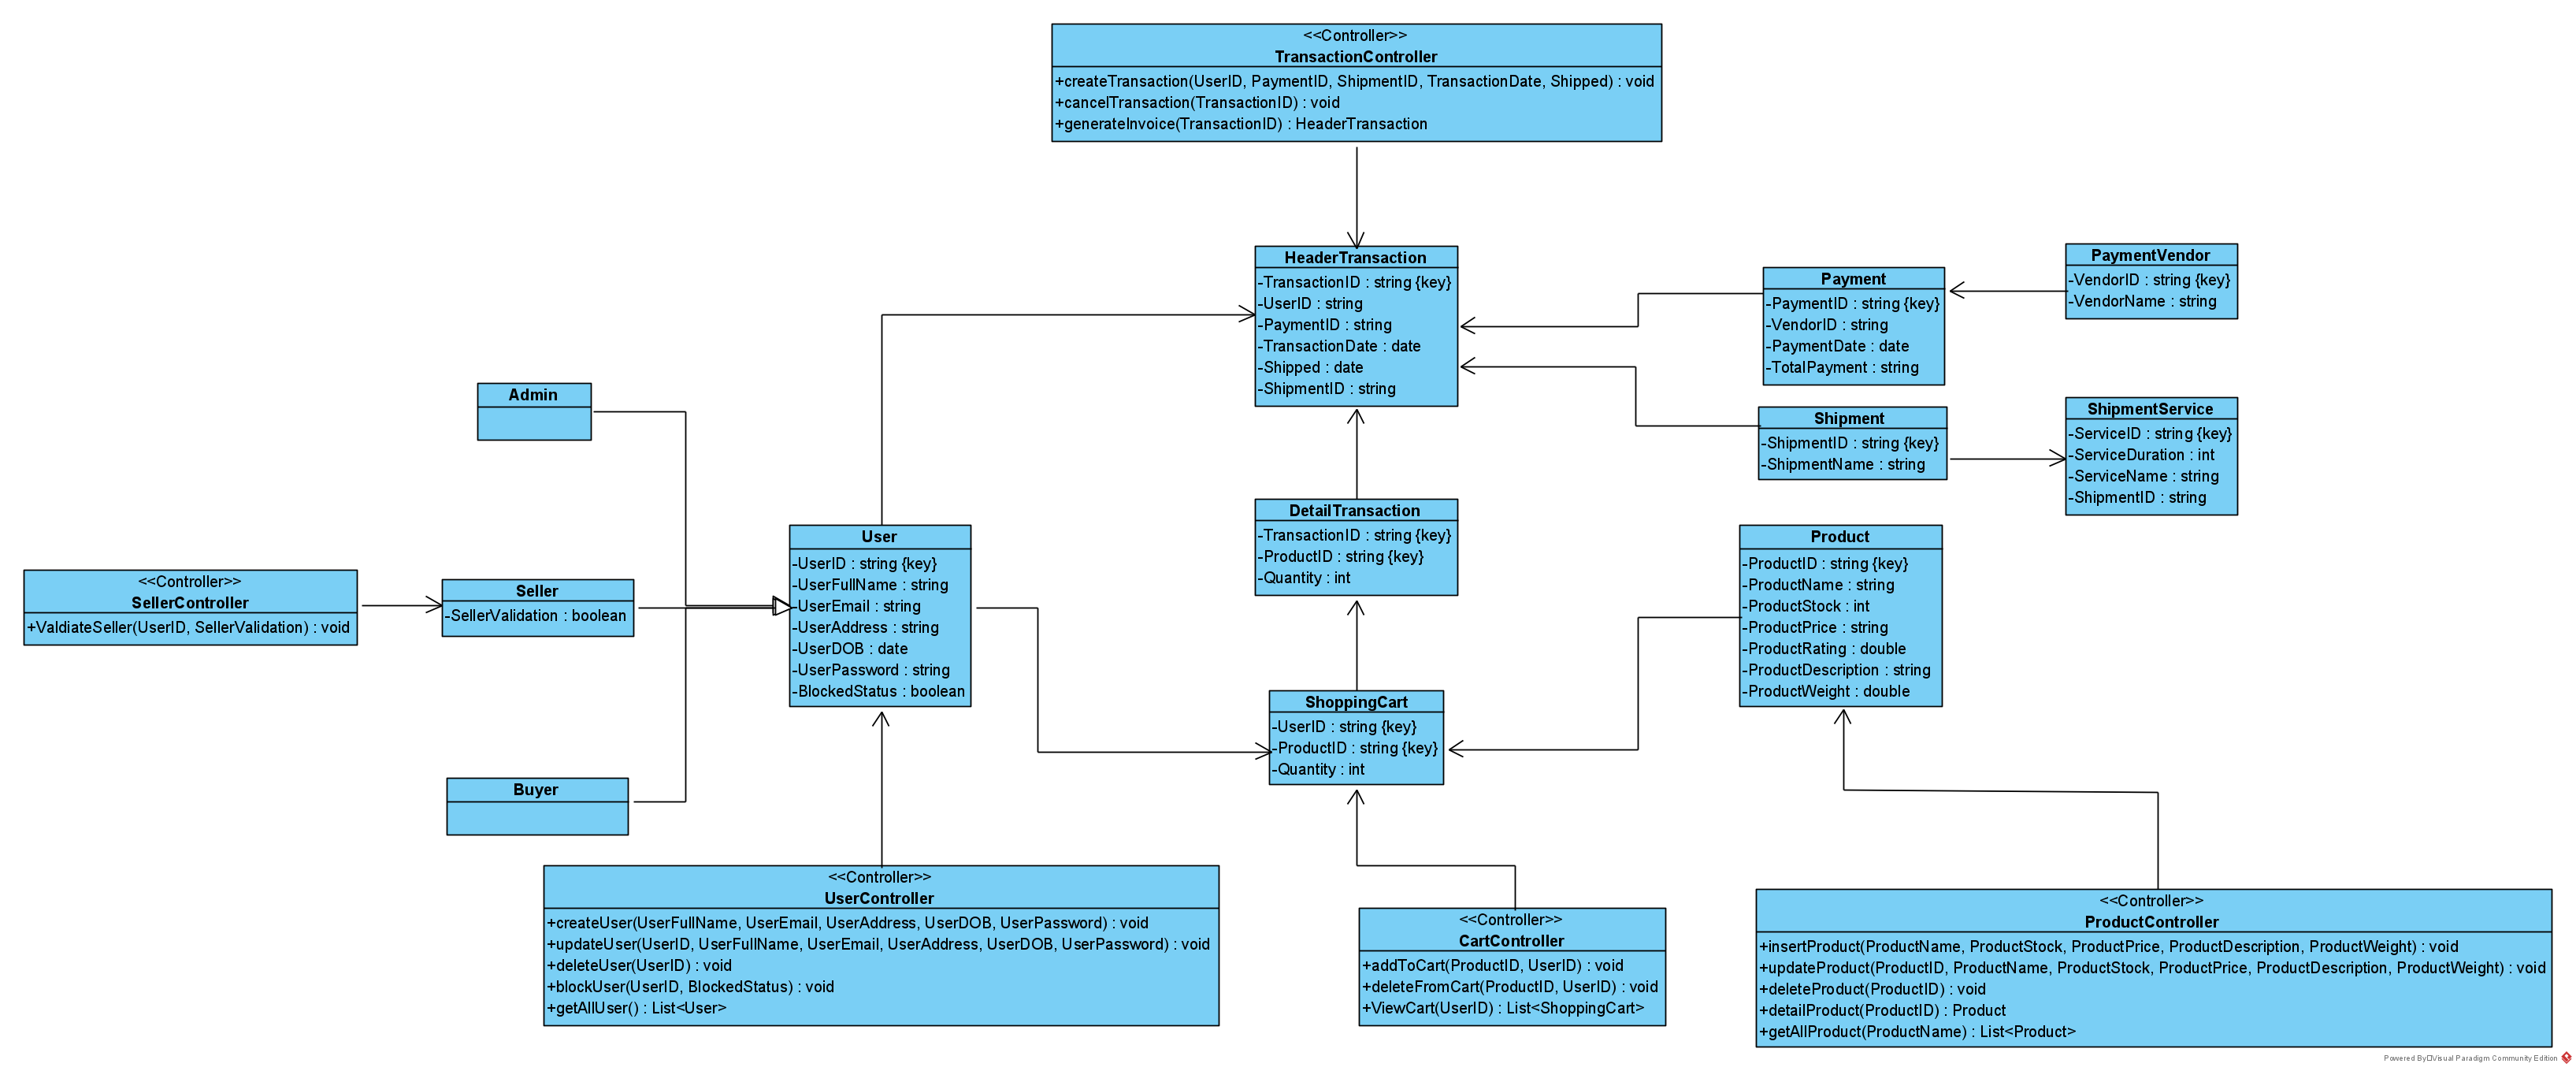 <<Controller>>
TransactionController
+createTransaction(UserID, PaymentID, ShipmentID, TransactionDate, Shipped) : void
+cancelTransaction(TransactionID) : void
+generateInvoice(TransactionID) : HeaderTransaction
HeaderTransaction
-TransactionID : string {key}
-UserID : string
-PaymentID : string
-TransactionDate : date
-Shipped : date
-ShipmentID : string
Payment
-PaymentID : string {key}
-VendorID : string
-PaymentDate : date
-TotalPayment : string
PaymentVendor
-VendorID : string {key}
-VendorName : string
Admin
Shipment
-ShipmentID : string {key}
-ShipmentName : string
ShipmentService
-ServiceID : string {key}
-ServiceDuration : int
-ServiceName : string
-ShipmentID : string
DetailTransaction
-TransactionID : string {key}
-ProductID : string {key}
-Quantity : int
User
-UserID : string {key}
-UserFullName : string
-UserEmail : string
-UserAddress : string
-UserDOB : date
-UserPassword : string
-BlockedStatus : boolean
Product
-ProductID : string {key}
-ProductName : string
-ProductStock : int
-ProductPrice : string
-ProductRating : double
-ProductDescription : string
-ProductWeight : double
<<Controller>>
SellerController
+ValdiateSeller(UserID, SellerValidation) : void
Seller
-SellerValidation : boolean
ShoppingCart
-UserID : string {key}
-ProductID : string {key}
-Quantity : int
Buyer
<<Controller>>
UserController
+createUser(UserFullName, UserEmail, UserAddress, UserDOB, UserPassword) : void
+updateUser(UserID, UserFullName, UserEmail, UserAddress, UserDOB, UserPassword) : void
+deleteUser(UserID) : void
+blockUser(UserID, BlockedStatus) : void
+getAllUser() : List<User>
<<Controller>>
CartController
+addToCart(ProductID, UserID) : void
+deleteFromCart(ProductID, UserID) : void
+ViewCart(UserID) : List<ShoppingCart>
<<Controller>>
ProductController
+insertProduct(ProductName, ProductStock, ProductPrice, ProductDescription, ProductWeight) : void
+updateProduct(ProductID, ProductName, ProductStock, ProductPrice, ProductDescription, ProductWeight) : void
+deleteProduct(ProductID) : void
+detailProduct(ProductID) : Product
+getAllProduct(ProductName) : List<Product>
Powered By□Visual Paradigm Community Edition